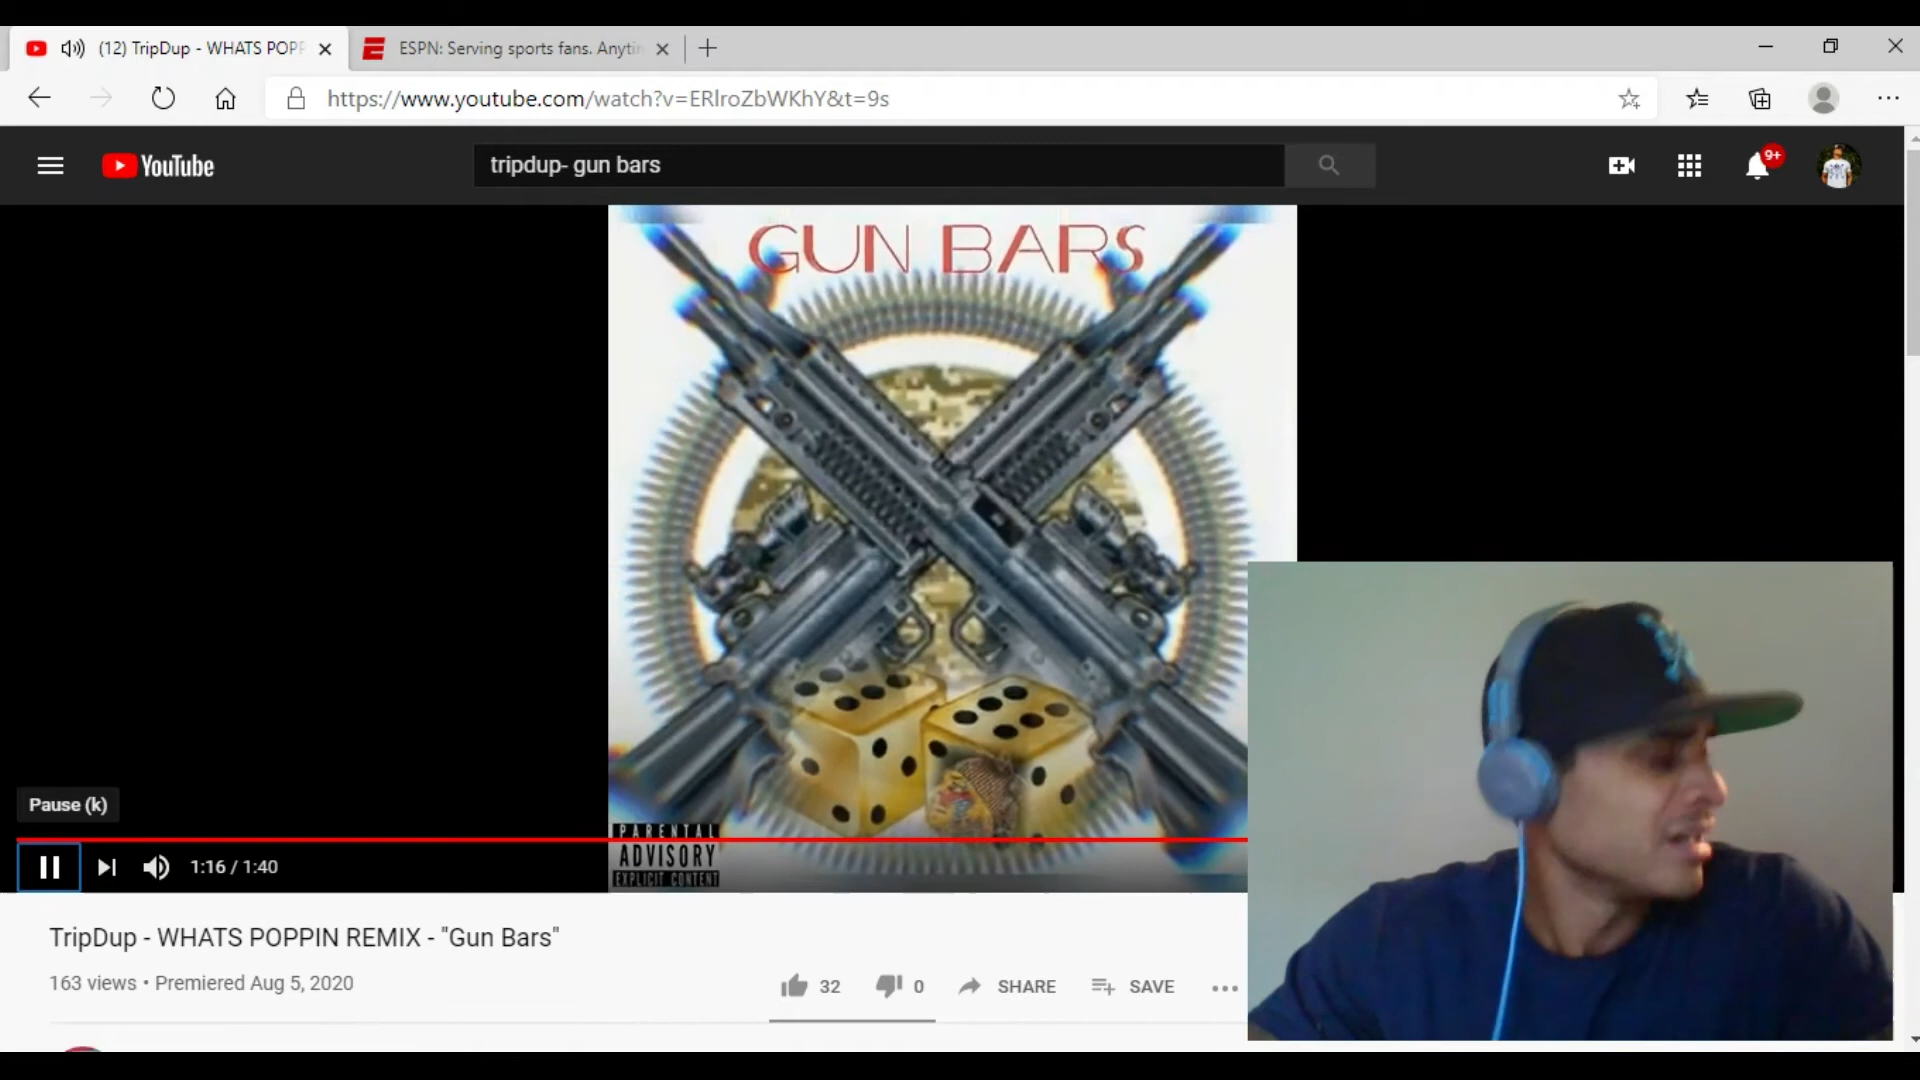 (12) TripDup - WHATS POPP
ESPN: Serving sports fans. Anyti
https://www.youtube.com/watch?v=ERlroZbWKhY&t=9s
YouTube
tripdup- gun bars
9+
GUN BARS
Pause (k)
PARENTAL
ADVISORY
EXPLICIT CONTENT
1:16 / 1:40
TripDup - WHATS POPPIN REMIX - "Gun Bars"
163 views • Premiered Aug 5, 2020
32
0
SHARE
SAVE